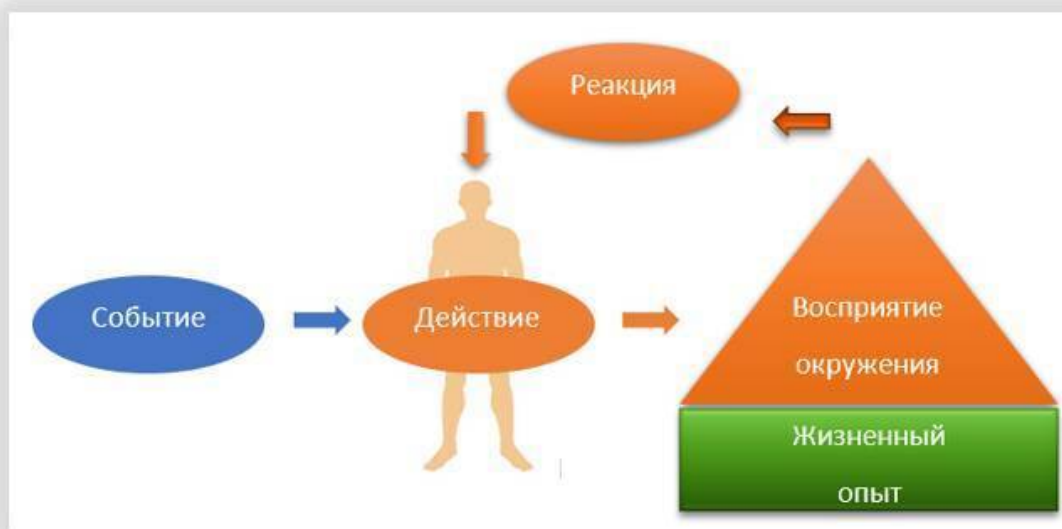 Реакция
Событие
Действие
Восприятие
окружения
Жизненный
опыт